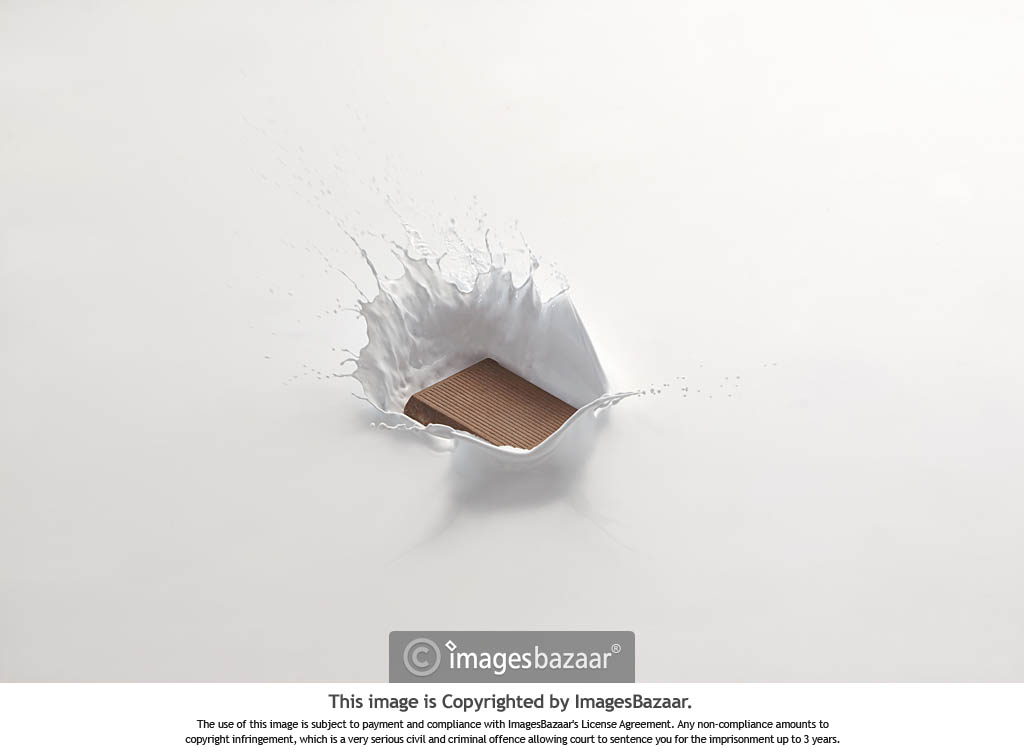 © imagesbazaar®
This image is Copyrighted by ImagesBazaar.
The use of this image is subject to payment and compliance with ImagesBazaar's License Agreement. Any non-compliance amounts to
copyright infringement, which is a very serious civil and criminal offence allowing court to sentence you for the imprisonment up to 3 years.